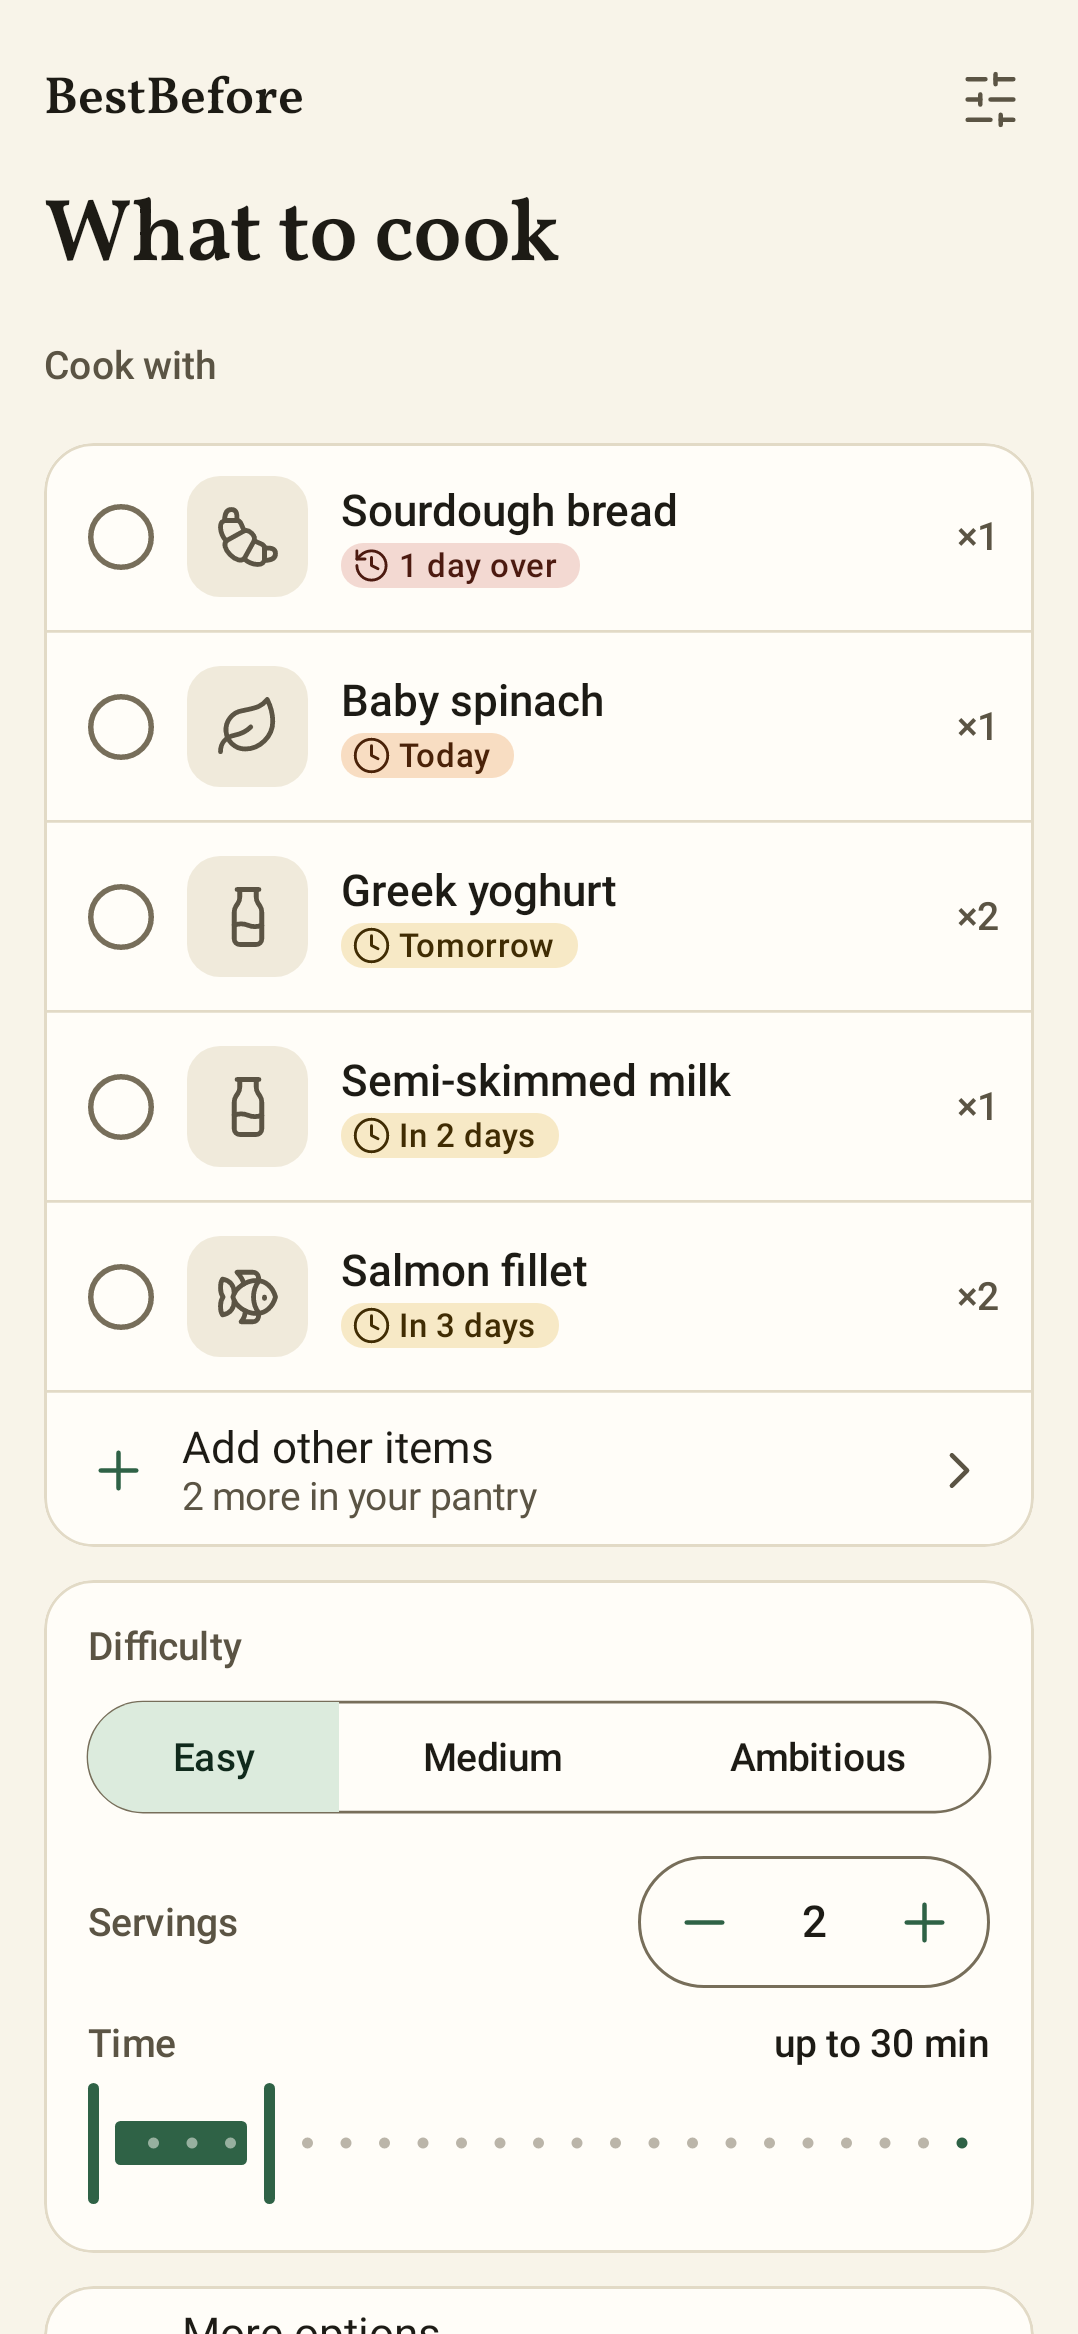 BestBefore
What to cook
Cook with
Sourdough bread
1 day over
×1
Baby spinach
Today
×1
Greek yoghurt
Tomorrow
×2
Semi-skimmed milk
In 2 days
×1
Salmon fillet
In 3 days
×2
Add other items
2 more in your pantry
Difficulty
Easy Medium Ambitious
Servings 2
Time up to 30 min
More options